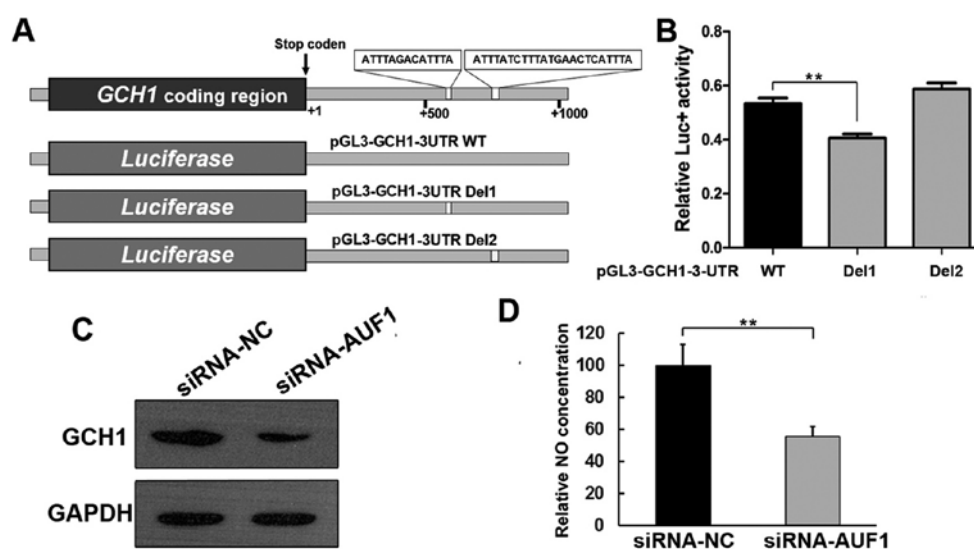 A
Stop coden
ATTTAGACATTTA
ATTTATCTTTATGAACTCATTTA
GCH1 coding region
+1
+500
+1000
pGL3-GCH1-3UTR WT
Luciferase
pGL3-GCH1-3UTR Del1
Luciferase
pGL3-GCH1-3UTR Del2
Luciferase
B
Relative Luc+ activity
0.8
0.6
0.4
0.2
0.0
**
pGL3-GCH1-3-UTR WT Del1 Del2
C
siRNA-NC
siRNA-AUF1
GCH1
GAPDH
D
Relative NO concentration
120
100
80
60
40
20
0
**
siRNA-NC siRNA-AUF1